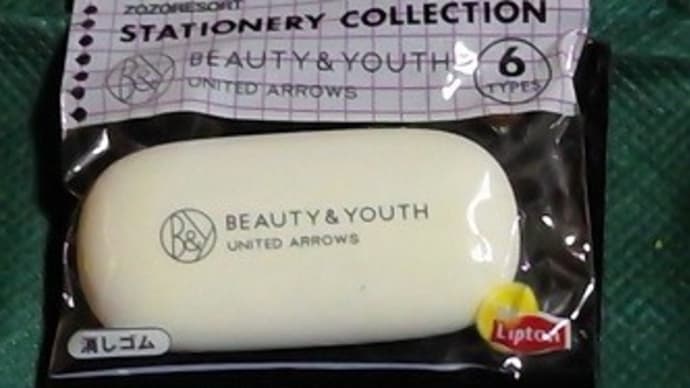 ZOZORESORT
STATIONERY COLLECTION
B&Y
BEAUTY&YOUTH
UNITED ARROWS
6
TYPES
B&Y
BEAUTY&YOUTH
UNITED ARROWS
消しゴム
Lipton